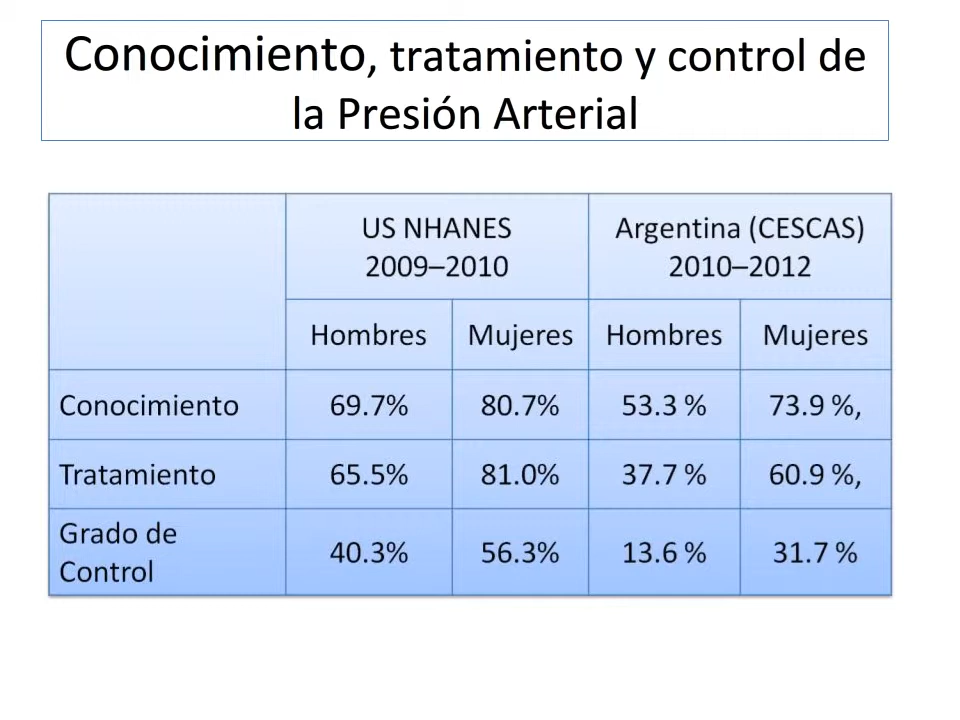 Conocimiento, tratamiento y control de
la Presión Arterial
US NHANES
2009–2010
Argentina (CESCAS)
2010–2012
Hombres Mujeres Hombres Mujeres
Conocimiento 69.7% 80.7% 53.3 % 73.9 %,
Tratamiento 65.5% 81.0% 37.7 % 60.9 %,
Grado de
Control 40.3% 56.3% 13.6 % 31.7 %